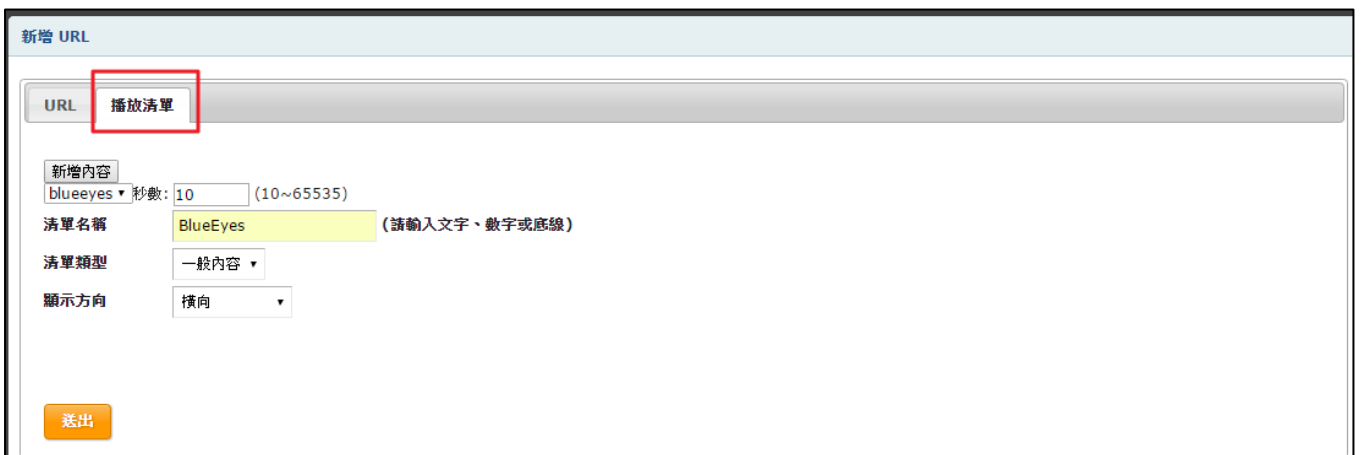 新增 URL
URL 播放清單
新增內容
blueeyes 秒數: 10 (10~65535)
清單名稱 BlueEyes (請輸入文字、數字或底線)
清單類型 一般內容
顯示方向 橫向
送出